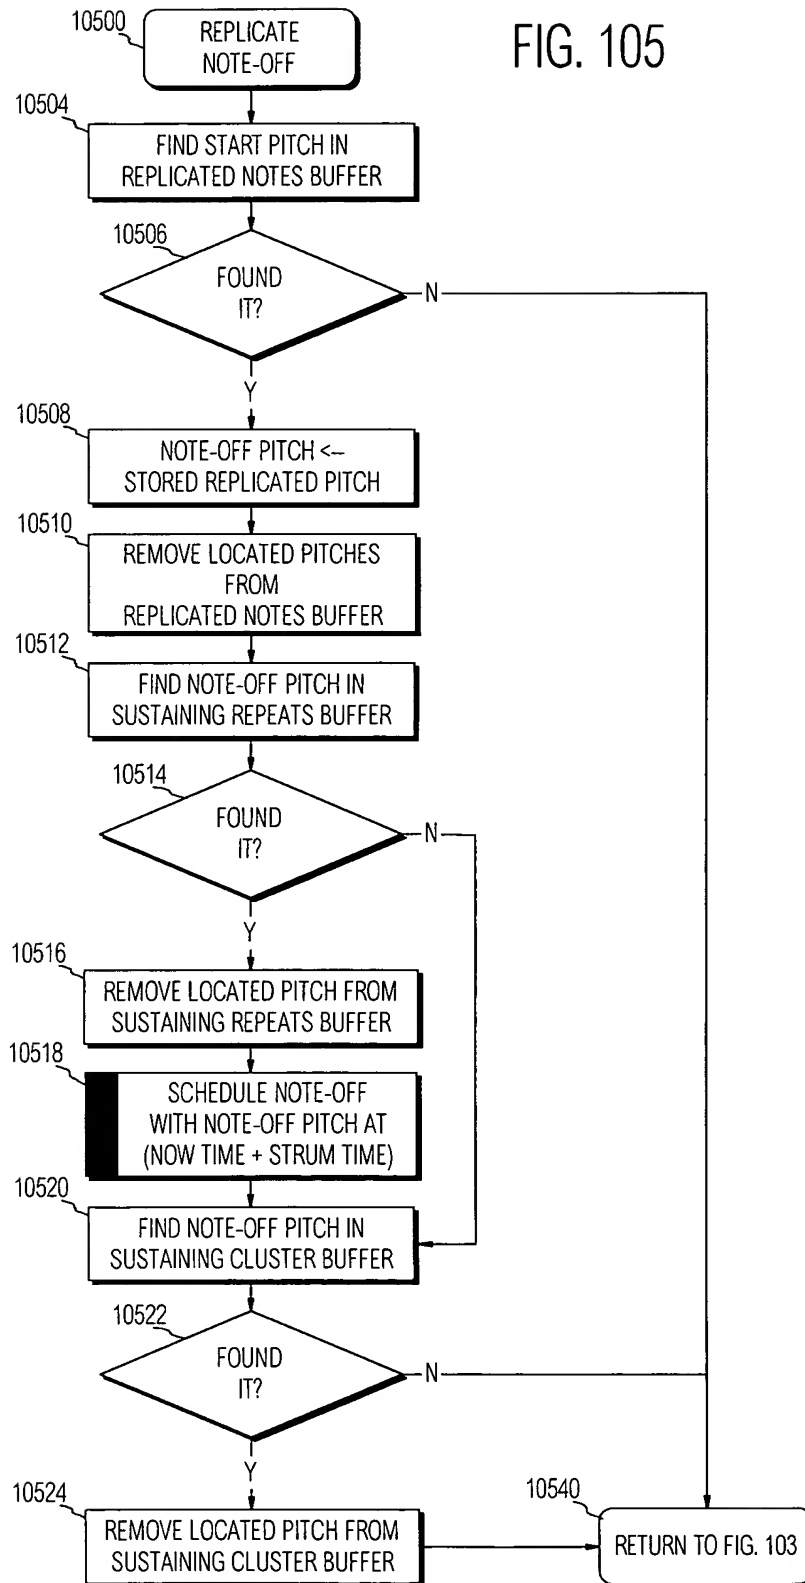 FIG. 105
10500
REPLICATE
NOTE-OFF
10504
FIND START PITCH IN
REPLICATED NOTES BUFFER
10506
FOUND
IT?
N
Y
10508
NOTE-OFF PITCH <--
STORED REPLICATED PITCH
10510
REMOVE LOCATED PITCHES
FROM
REPLICATED NOTES BUFFER
10512
FIND NOTE-OFF PITCH IN
SUSTAINING REPEATS BUFFER
10514
FOUND
IT?
N
Y
10516
REMOVE LOCATED PITCH FROM
SUSTAINING REPEATS BUFFER
10518
SCHEDULE NOTE-OFF
WITH NOTE-OFF PITCH AT
(NOW TIME + STRUM TIME)
10520
FIND NOTE-OFF PITCH IN
SUSTAINING CLUSTER BUFFER
10522
FOUND
IT?
N
Y
10524
REMOVE LOCATED PITCH FROM
SUSTAINING CLUSTER BUFFER
10540
RETURN TO FIG. 103